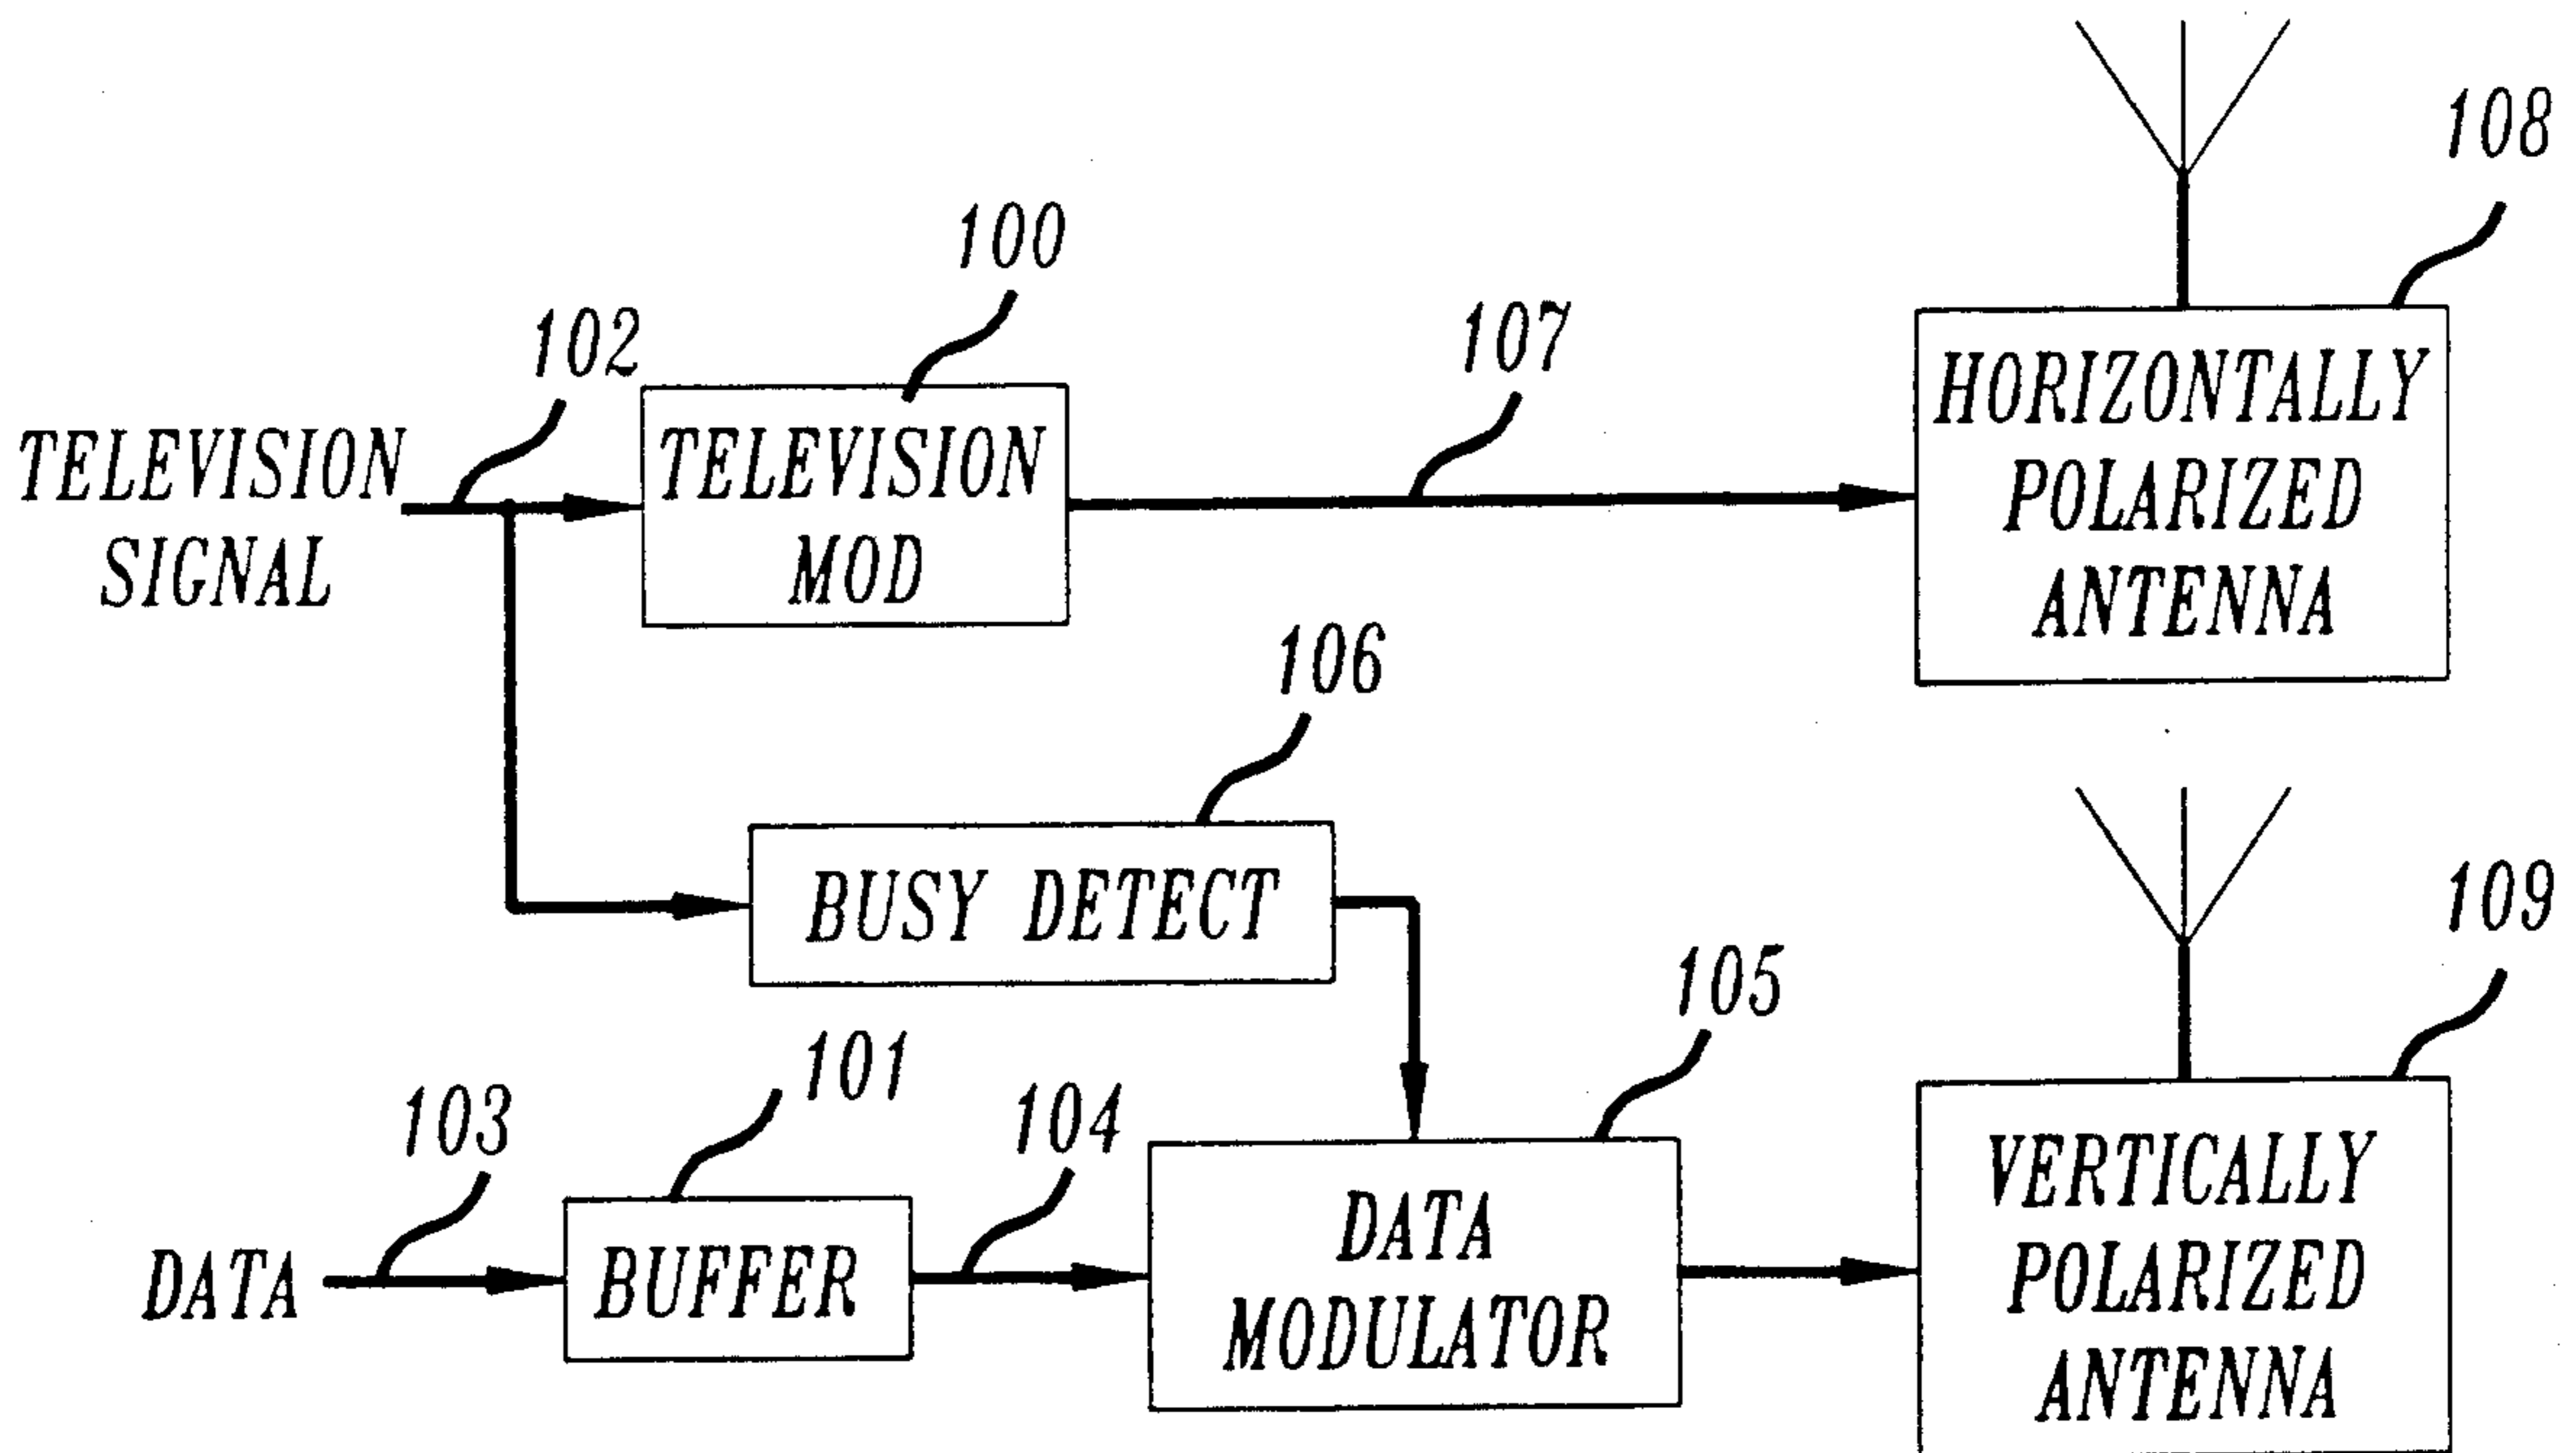 108
100
102
107
HORIZONTALLY
POLARIZED
ANTENNA
TELEVISION
SIGNAL
TELEVISION
MOD
106
BUSY DETECT
109
105
101
103
104
VERTICALLY
POLARIZED
ANTENNA
DATA
MODULATOR
DATA
BUFFER